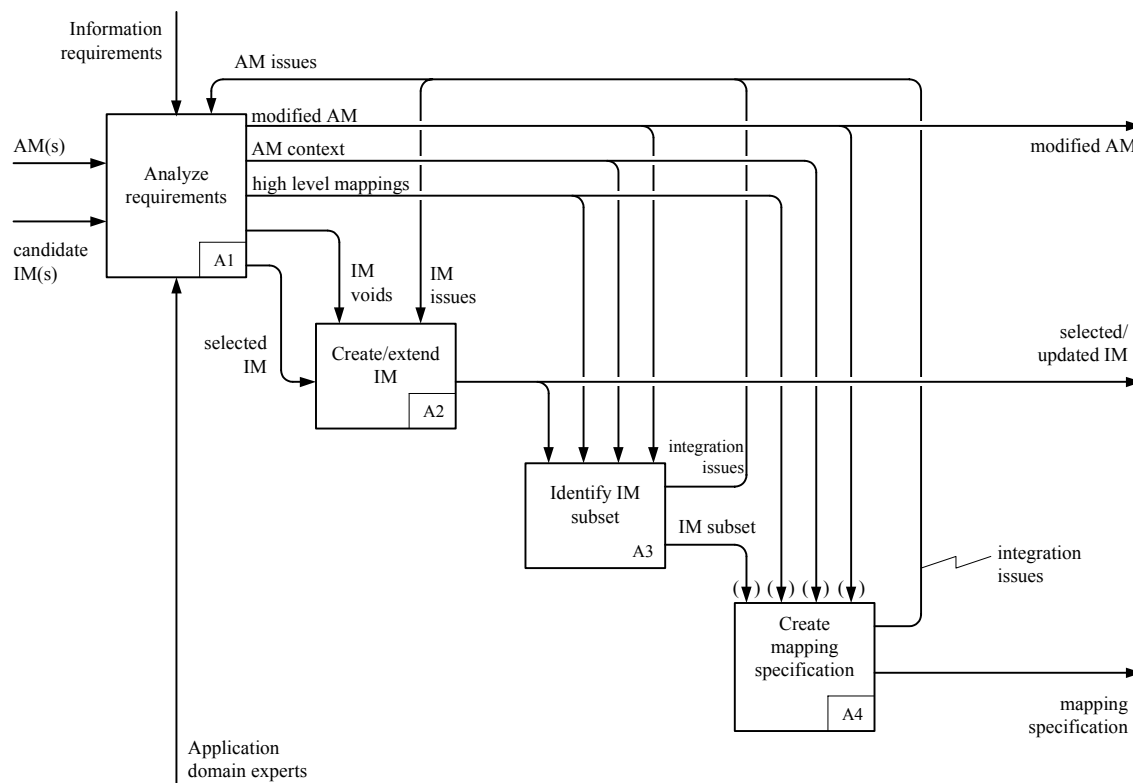 Information
requirements
AM issues
modified AM
AM(s)
AM context
modified AM
Analyze
requirements
high level mappings
candidate
IM(s)
A1
IM
voids
IM
issues
selected
IM
Create/extend
IM
A2
selected/
updated IM
integration
issues
Identify IM
subset
A3
IM subset
integration
issues
( ) ( ) ( ) ( )
Create
mapping
specification
A4
mapping
specification
Application
domain experts